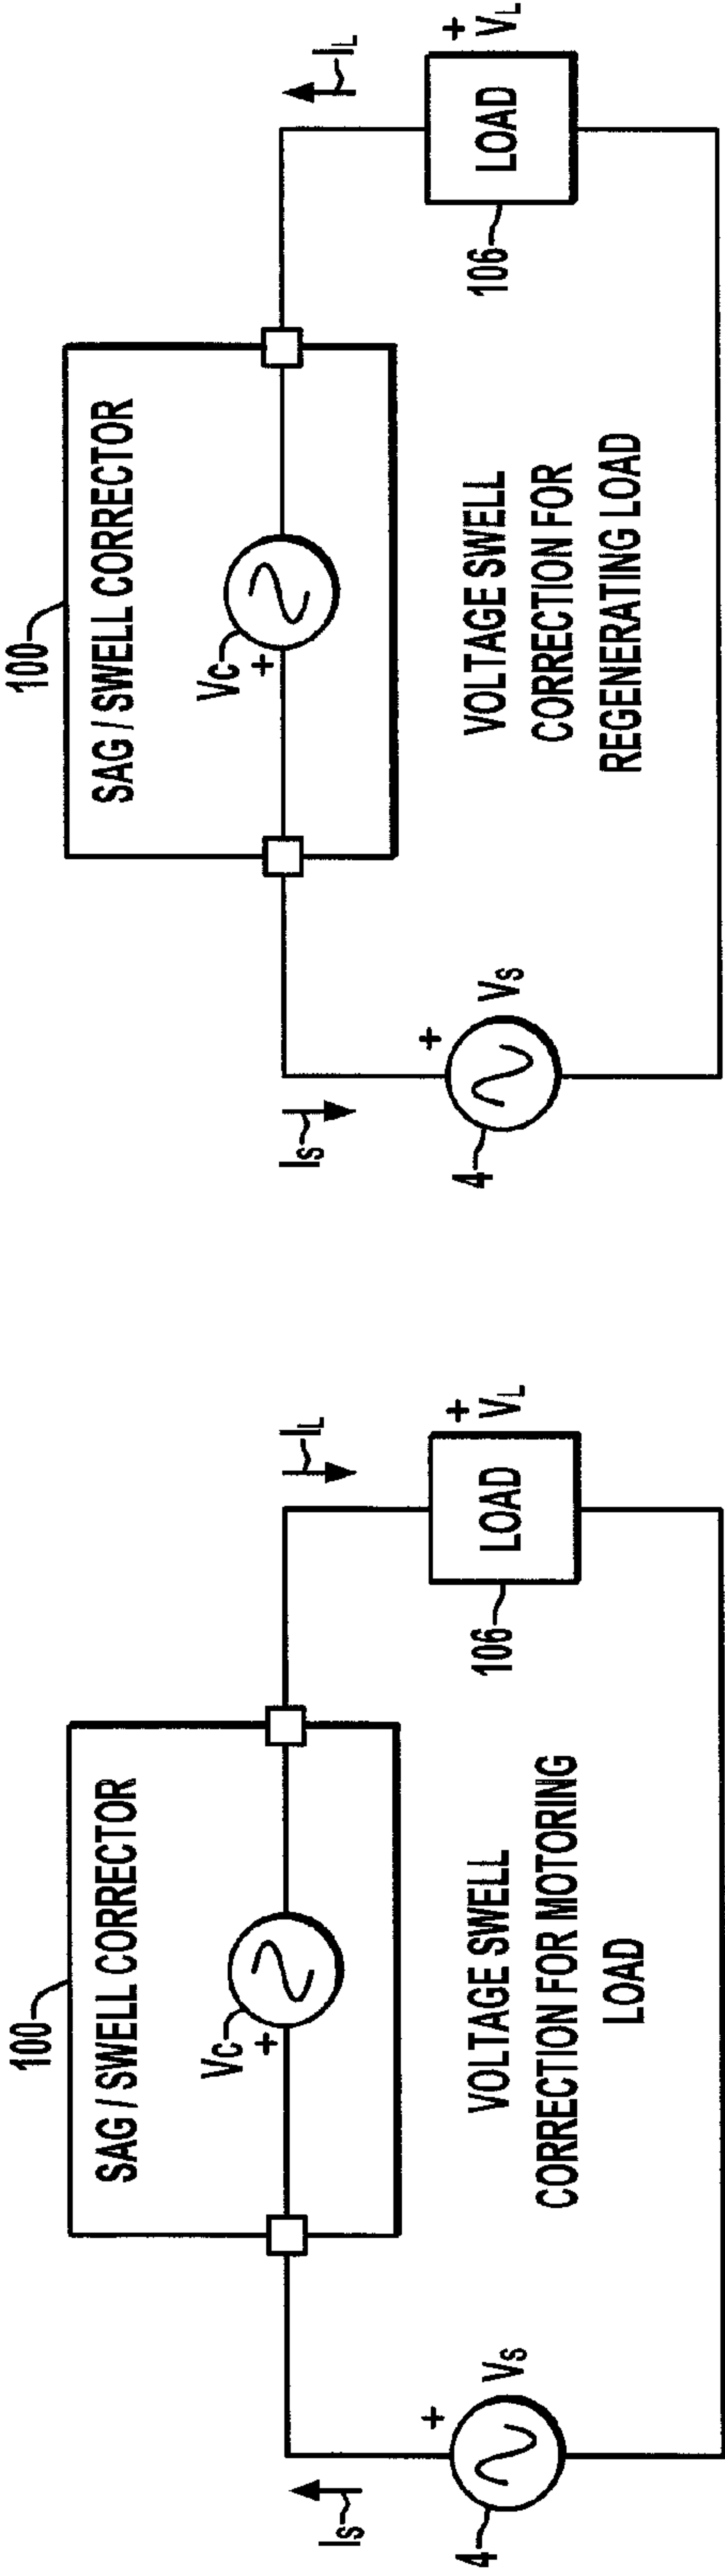 100
SAG / SWELL CORRECTOR
VC
+
IS
IL
+
VS
4
106
LOAD
+
VL
VOLTAGE SWELL
CORRECTION FOR MOTORING
LOAD
100
SAG / SWELL CORRECTOR
VC
+
IS
IL
+
VS
4
106
LOAD
+
VL
VOLTAGE SWELL
CORRECTION FOR
REGENERATING LOAD